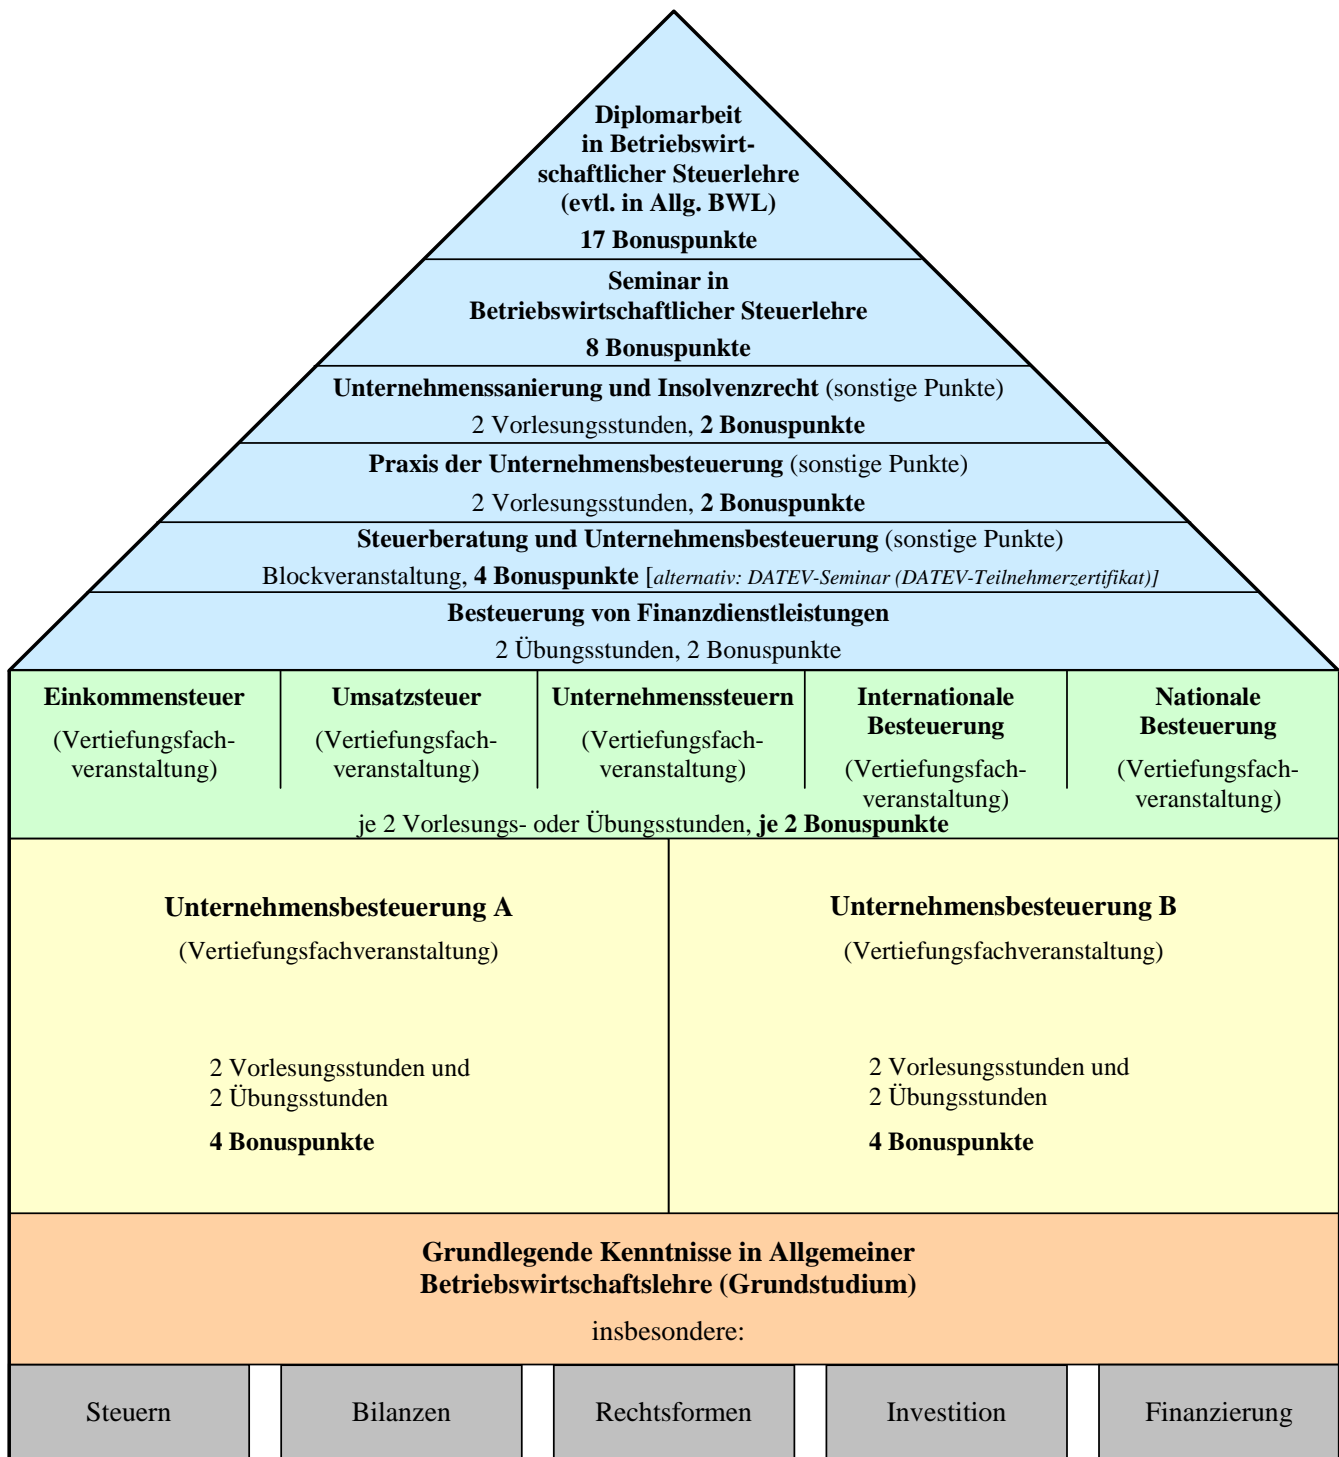 Diplomarbeit
in Betriebswirt-
schaftlicher Steuerlehre
(evtl. in Allg. BWL)
17 Bonuspunkte
Seminar in
Betriebswirtschaftlicher Steuerlehre
8 Bonuspunkte
Unternehmenssanierung und Insolvenzrecht (sonstige Punkte)
2 Vorlesungsstunden, 2 Bonuspunkte
Praxis der Unternehmensbesteuerung (sonstige Punkte)
2 Vorlesungsstunden, 2 Bonuspunkte
Steuerberatung und Unternehmensbesteuerung (sonstige Punkte)
Blockveranstaltung, 4 Bonuspunkte [alternativ: DATEV-Seminar (DATEV-Teilnehmerzertifikat)]
Besteuerung von Finanzdienstleistungen
2 Übungsstunden, 2 Bonuspunkte
Einkommensteuer
(Vertiefungsfach-
veranstaltung)
Umsatzsteuer
(Vertiefungsfach-
veranstaltung)
Unternehmenssteuern
(Vertiefungsfach-
veranstaltung)
Internationale
Besteuerung
(Vertiefungsfach-
veranstaltung)
Nationale
Besteuerung
(Vertiefungsfach-
veranstaltung)
je 2 Vorlesungs- oder Übungsstunden, je 2 Bonuspunkte
Unternehmensbesteuerung A
(Vertiefungsfachveranstaltung)
2 Vorlesungsstunden und
2 Übungsstunden
4 Bonuspunkte
Unternehmensbesteuerung B
(Vertiefungsfachveranstaltung)
2 Vorlesungsstunden und
2 Übungsstunden
4 Bonuspunkte
Grundlegende Kenntnisse in Allgemeiner
Betriebswirtschaftslehre (Grundstudium)
insbesondere:
Steuern
Bilanzen
Rechtsformen
Investition
Finanzierung